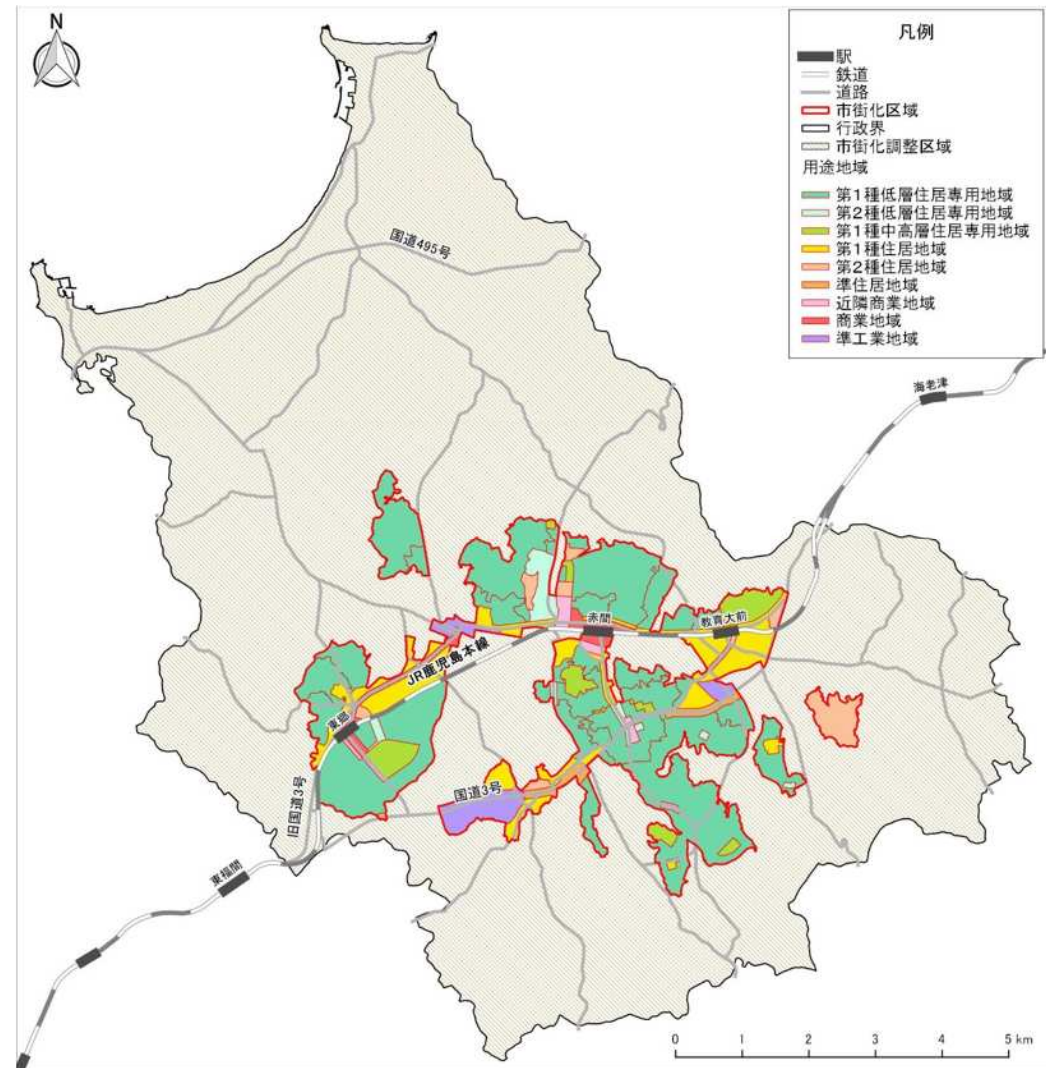 N
凡例
駅
鉄道
道路
市街化区域
行政界
市街化調整区域
用途地域
第1種低層住居専用地域
第2種低層住居専用地域
第1種中高層住居専用地域
第1種住居地域
第2種住居地域
準住居地域
近隣商業地域
商業地域
準工業地域
国道495号
海老津
赤間
教育大前
JR鹿児島本線
東郷
国道3号
旧国道3号
東福間
0 1 2 3 4 5 km